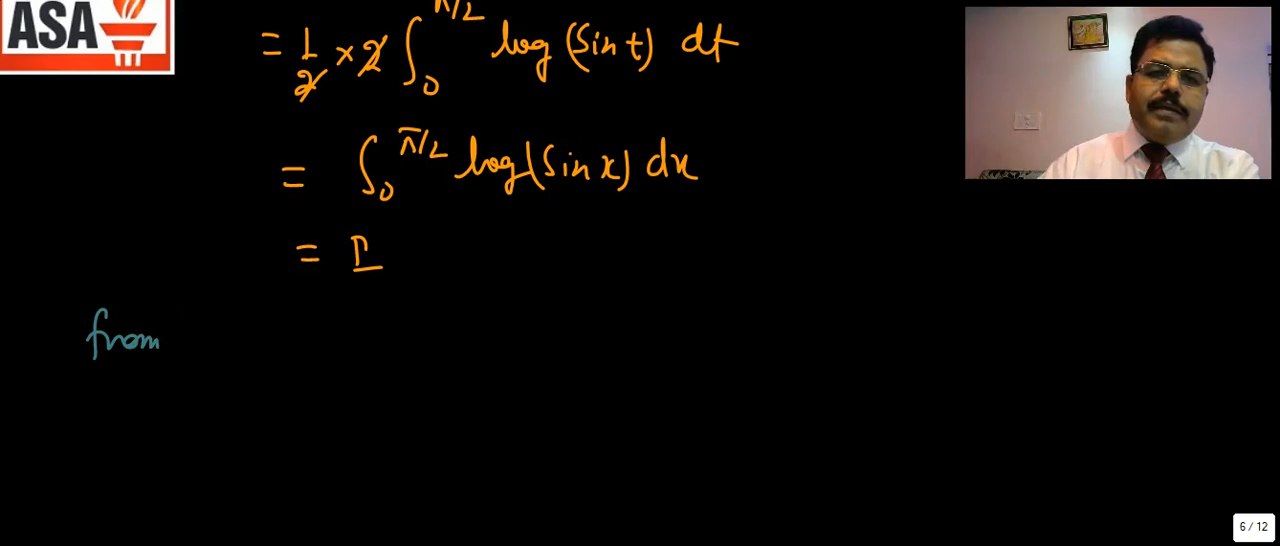 ASA
= 1/2 × 2 ∫₀^π/2 log (Sin t) dt
= ∫₀^π/2 log(Sin x) dx
= I
from
6 / 12